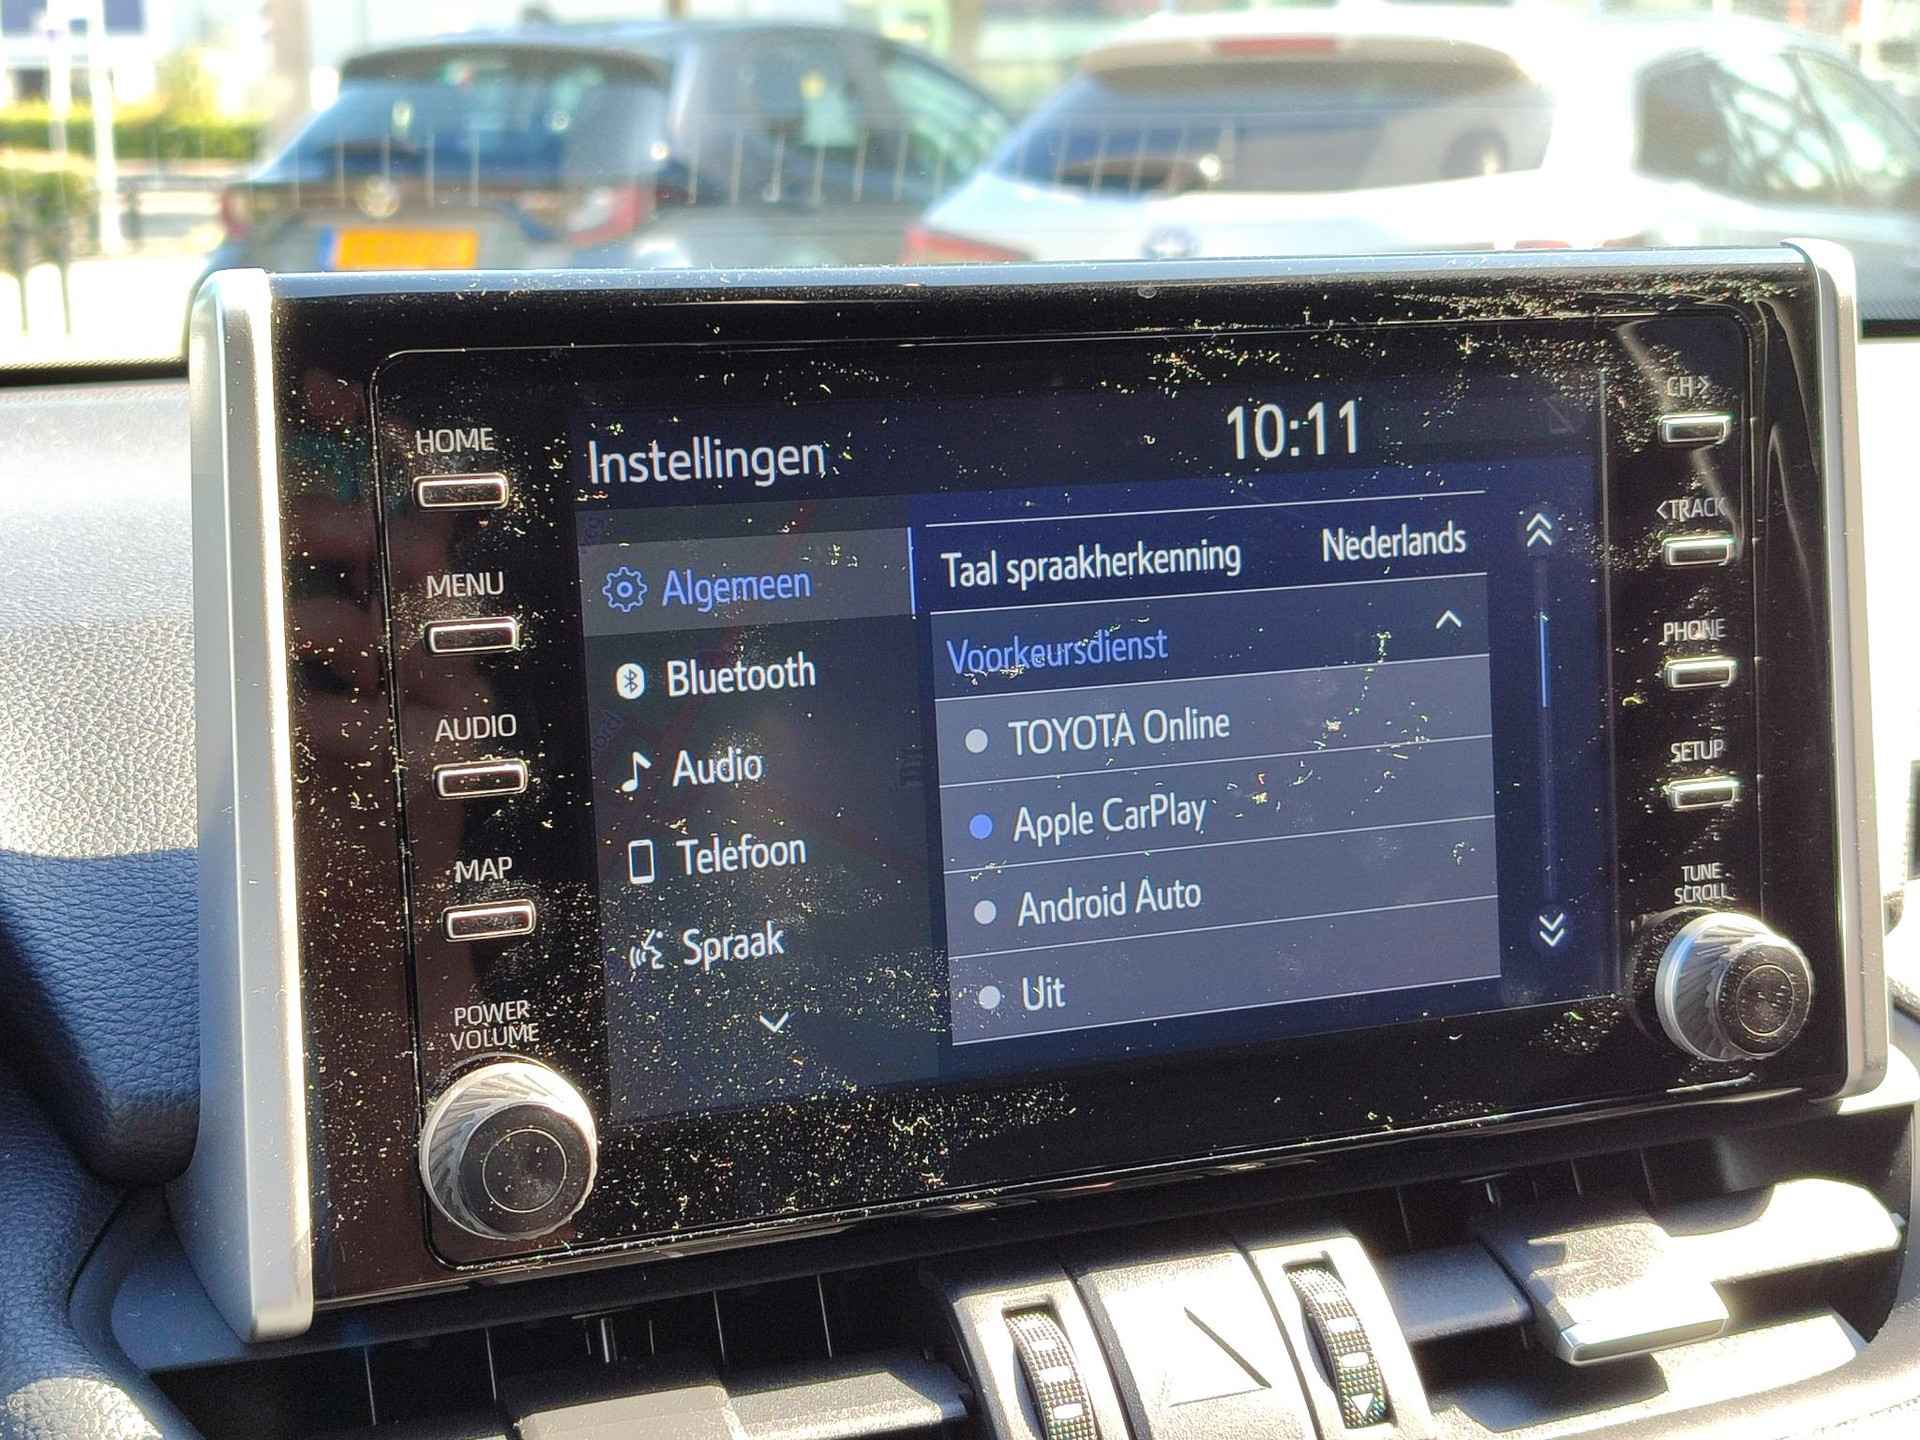 HOME
MENU
AUDIO
MAP
POWER
VOLUME
Instellingen
10:11
Algemeen
Bluetooth
Audio
Telefoon
Spraak
Taal spraakherkenning Nederlands
Voorkeursdienst
TOYOTA Online
Apple CarPlay
Android Auto
Uit
CH>
<TRACK
PHONE
SETUP
TUNE
SCROLL